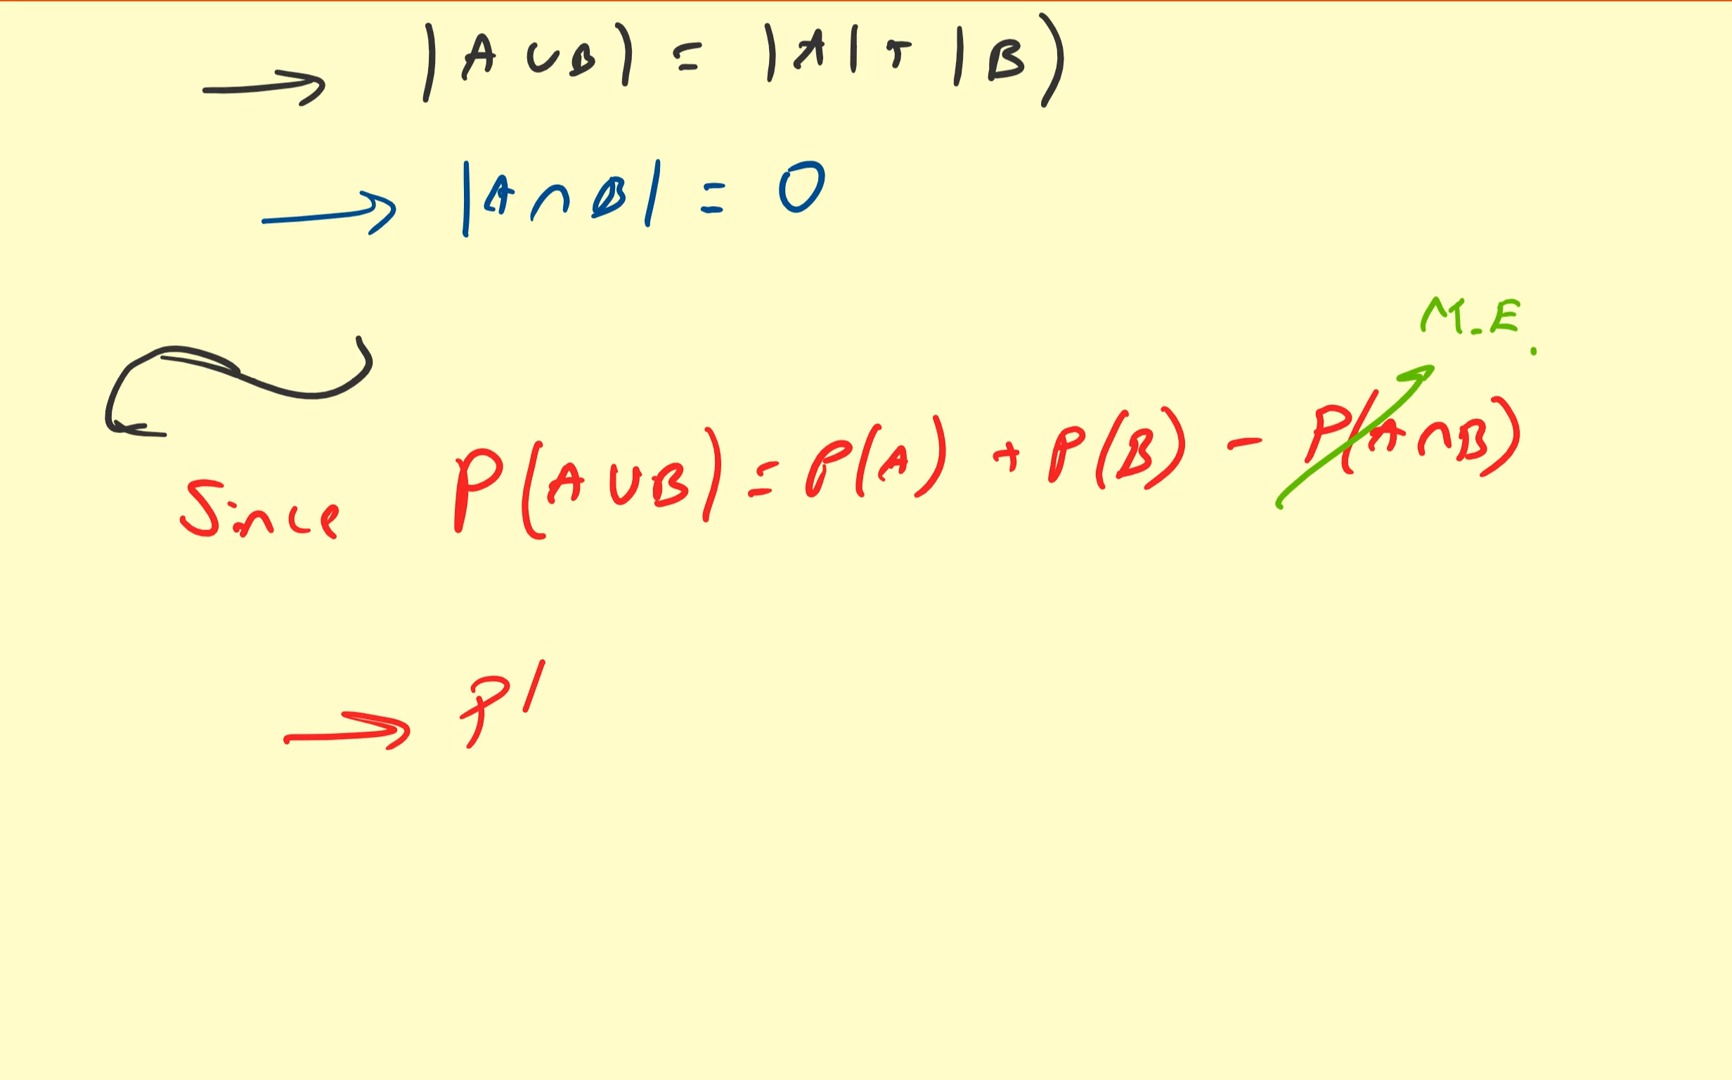 → |A ∪ B| = |A| + |B|
→ |A ∩ B| = 0
M.E.
Since P(A ∪ B) = P(A) + P(B) - P(A ∩ B)
→ P(